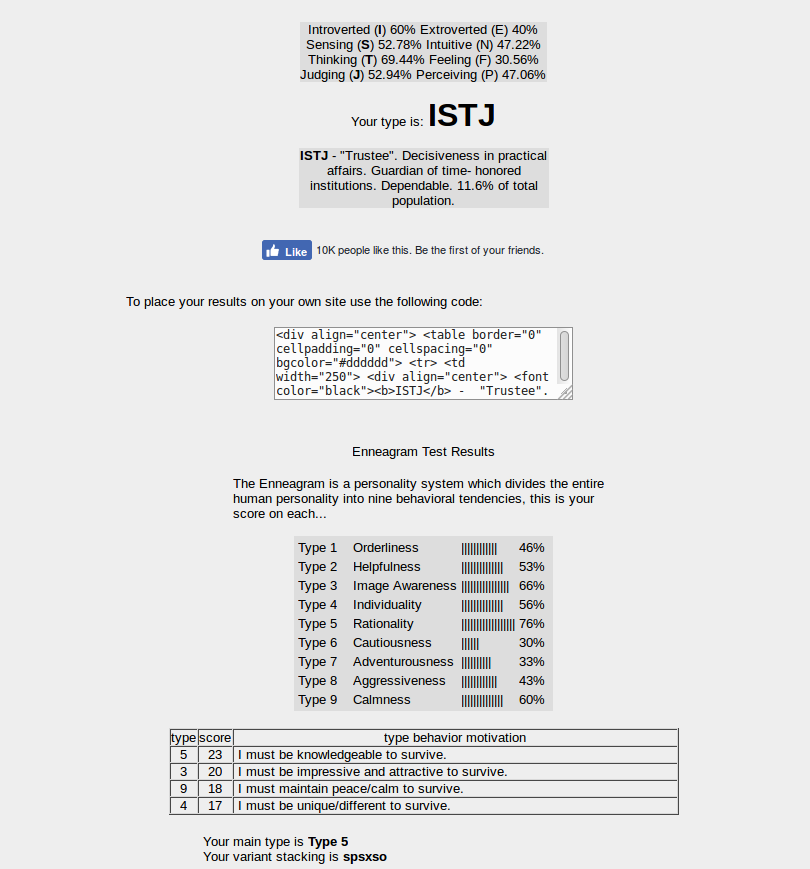 Introverted (I) 60% Extroverted (E) 40%
Sensing (S) 52.78% Intuitive (N) 47.22%
Thinking (T) 69.44% Feeling (F) 30.56%
Judging (J) 52.94% Perceiving (P) 47.06%
Your type is: ISTJ
ISTJ - "Trustee". Decisiveness in practical
affairs. Guardian of time- honored
institutions. Dependable. 11.6% of total
population.
Like 10K people like this. Be the first of your friends.
To place your results on your own site use the following code:
<div align="center"> <table border="0"
cellpadding="0" cellspacing="0"
bgcolor="#dddddd"> <tr> <td
width="250"> <div align="center"> <font
color="black"><b>ISTJ</b> - "Trustee".
Enneagram Test Results
The Enneagram is a personality system which divides the entire
human personality into nine behavioral tendencies, this is your
score on each...
Type 1 Orderliness |||||||||||| 46%
Type 2 Helpfulness |||||||||||||| 53%
Type 3 Image Awareness |||||||||||||||| 66%
Type 4 Individuality |||||||||||||| 56%
Type 5 Rationality |||||||||||||||||| 76%
Type 6 Cautiousness |||||| 30%
Type 7 Adventurousness |||||||||| 33%
Type 8 Aggressiveness |||||||||||| 43%
Type 9 Calmness |||||||||||||| 60%
type score type behavior motivation
5 23 I must be knowledgeable to survive.
3 20 I must be impressive and attractive to survive.
9 18 I must maintain peace/calm to survive.
4 17 I must be unique/different to survive.
Your main type is Type 5
Your variant stacking is spsxso